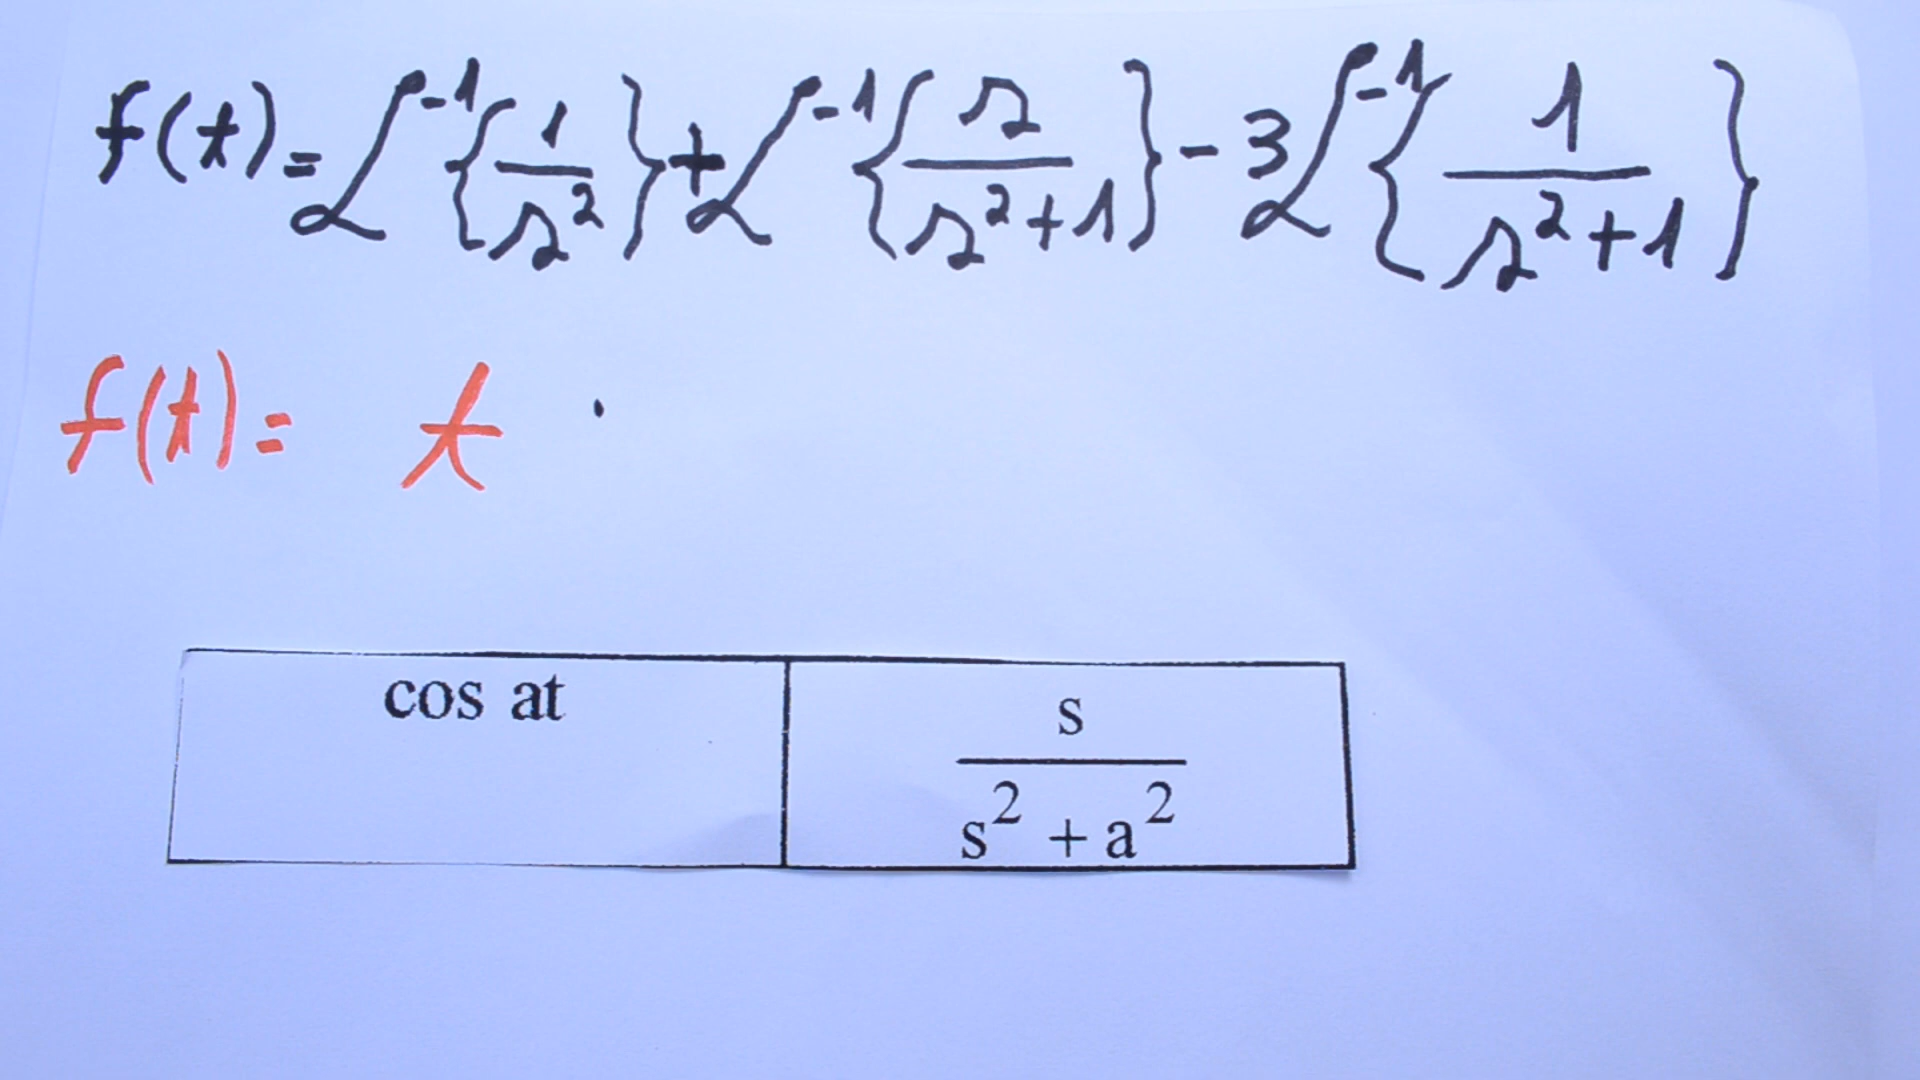 f(t)=ℒ⁻¹{1/s²}+ℒ⁻¹{s/(s²+1)}-3ℒ⁻¹{1/(s²+1)}
f(t)= t
cos at s/(s²+a²)